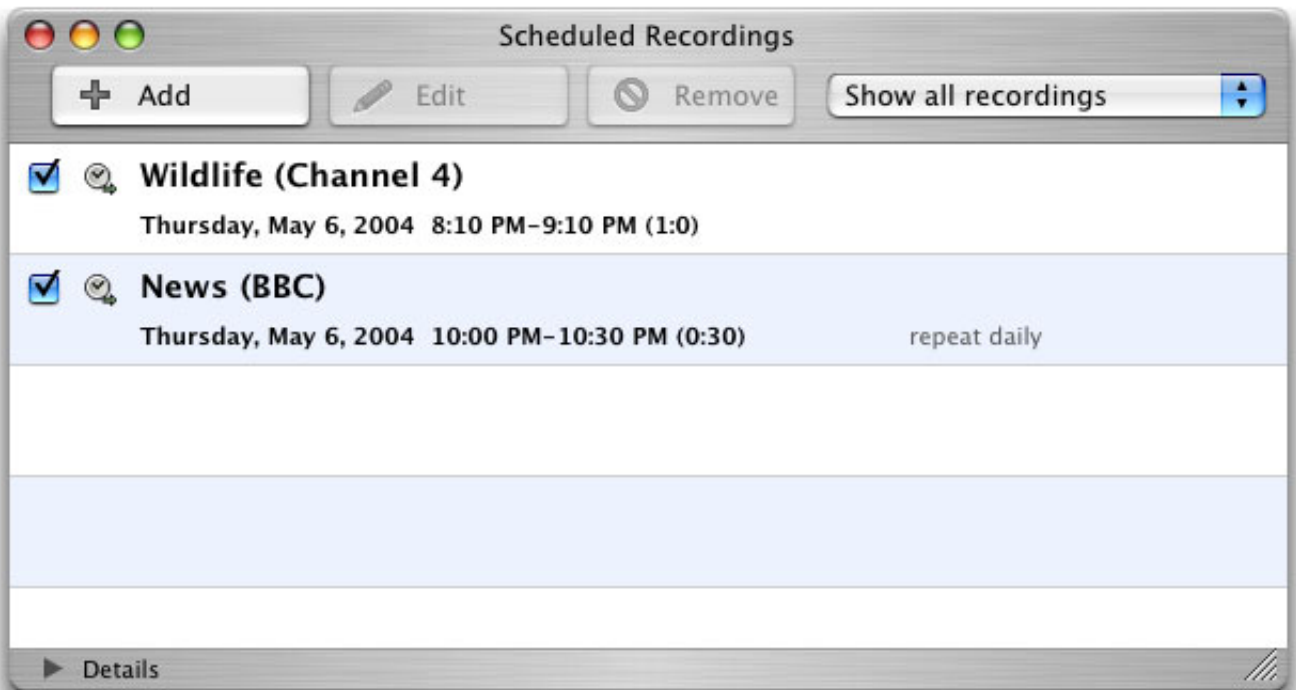 Scheduled Recordings
Add Edit Remove Show all recordings
Wildlife (Channel 4)
Thursday, May 6, 2004 8:10 PM–9:10 PM (1:0)
News (BBC)
Thursday, May 6, 2004 10:00 PM–10:30 PM (0:30) repeat daily
Details